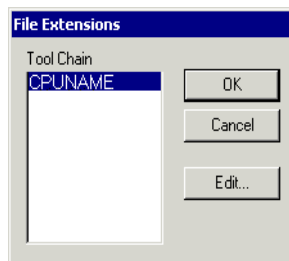 File Extensions
Tool Chain
CPUNAME
OK
Cancel
Edit...